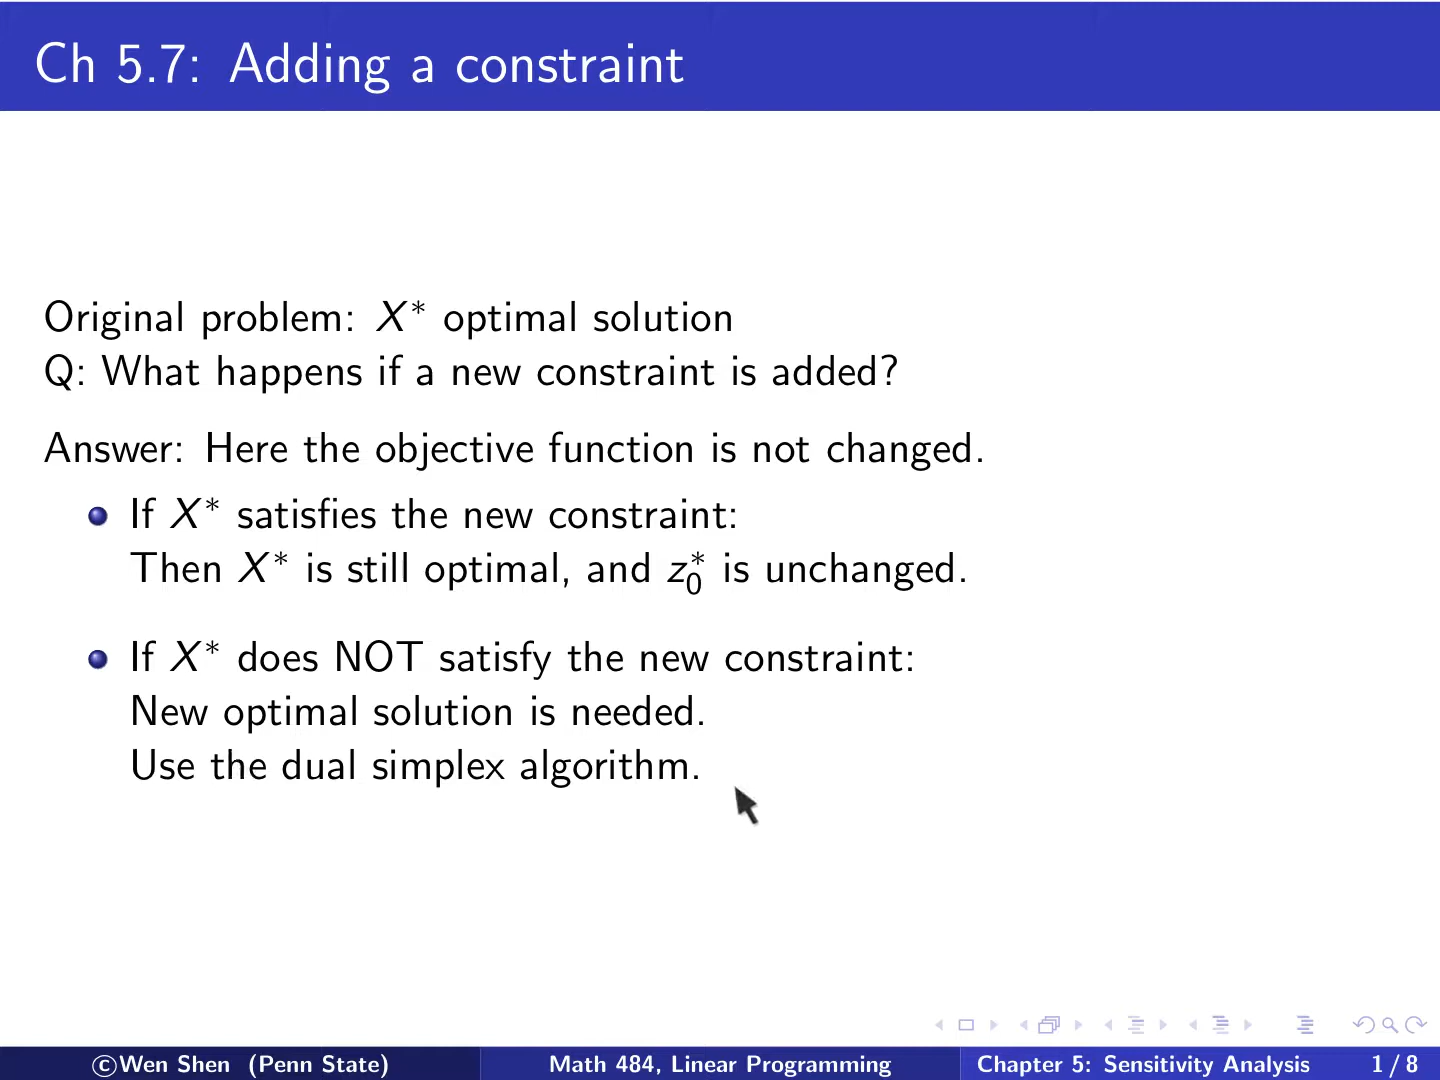 Ch 5.7: Adding a constraint
Original problem: X* optimal solution
Q: What happens if a new constraint is added?
Answer: Here the objective function is not changed.
If X* satisfies the new constraint:
Then X* is still optimal, and z₀* is unchanged.
If X* does NOT satisfy the new constraint:
New optimal solution is needed.
Use the dual simplex algorithm.
©Wen Shen (Penn State) Math 484, Linear Programming Chapter 5: Sensitivity Analysis 1 / 8